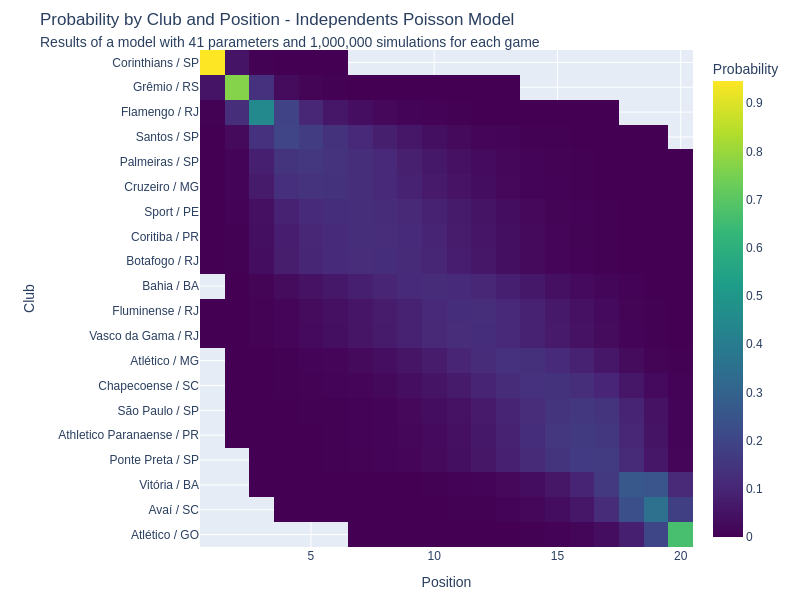 Probability by Club and Position - Independents Poisson Model
Results of a model with 41 parameters and 1,000,000 simulations for each game
Probability
Corinthians / SP
Grêmio / RS
Flamengo / RJ
Santos / SP
Palmeiras / SP
Cruzeiro / MG
Sport / PE
Coritiba / PR
Botafogo / RJ
Bahia / BA
Fluminense / RJ
Vasco da Gama / RJ
Atlético / MG
Chapecoense / SC
São Paulo / SP
Athletico Paranaense / PR
Ponte Preta / SP
Vitória / BA
Avaí / SC
Atlético / GO
Club
5
10
15
20
Position
0.9
0.8
0.7
0.6
0.5
0.4
0.3
0.2
0.1
0